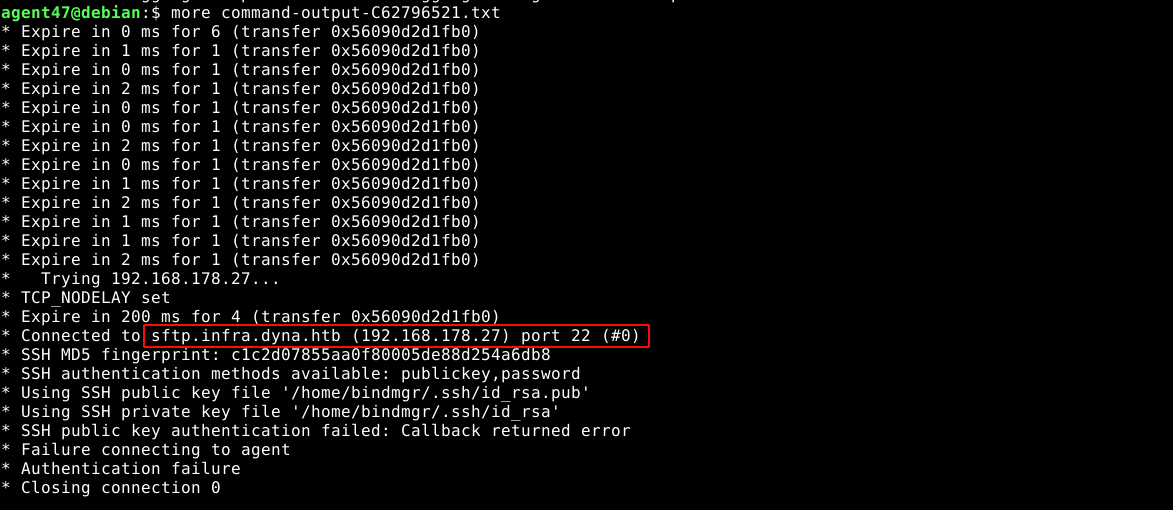 agent47@debian:$ more command-output-C62796521.txt
* Expire in 0 ms for 6 (transfer 0x56090d2d1fb0)
* Expire in 1 ms for 1 (transfer 0x56090d2d1fb0)
* Expire in 0 ms for 1 (transfer 0x56090d2d1fb0)
* Expire in 2 ms for 1 (transfer 0x56090d2d1fb0)
* Expire in 0 ms for 1 (transfer 0x56090d2d1fb0)
* Expire in 0 ms for 1 (transfer 0x56090d2d1fb0)
* Expire in 2 ms for 1 (transfer 0x56090d2d1fb0)
* Expire in 0 ms for 1 (transfer 0x56090d2d1fb0)
* Expire in 1 ms for 1 (transfer 0x56090d2d1fb0)
* Expire in 2 ms for 1 (transfer 0x56090d2d1fb0)
* Expire in 1 ms for 1 (transfer 0x56090d2d1fb0)
* Expire in 1 ms for 1 (transfer 0x56090d2d1fb0)
* Expire in 2 ms for 1 (transfer 0x56090d2d1fb0)
*   Trying 192.168.178.27...
* TCP_NODELAY set
* Expire in 200 ms for 4 (transfer 0x56090d2d1fb0)
* Connected to sftp.infra.dyna.htb (192.168.178.27) port 22 (#0)
* SSH MD5 fingerprint: c1c2d07855aa0f80005de88d254a6db8
* SSH authentication methods available: publickey,password
* Using SSH public key file '/home/bindmgr/.ssh/id_rsa.pub'
* Using SSH private key file '/home/bindmgr/.ssh/id_rsa'
* SSH public key authentication failed: Callback returned error
* Failure connecting to agent
* Authentication failure
* Closing connection 0